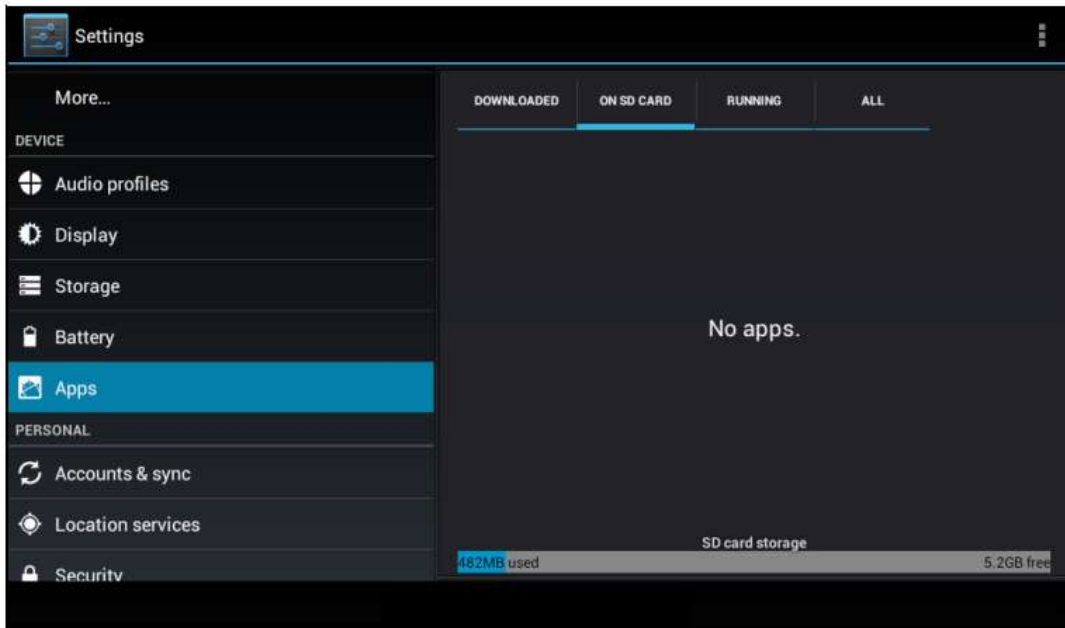 Settings
More...
DEVICE
Audio profiles
Display
Storage
Battery
Apps
PERSONAL
Accounts & sync
Location services
Security
DOWNLOADED
ON SD CARD
RUNNING
ALL
No apps.
SD card storage
482MB used
5.2GB free